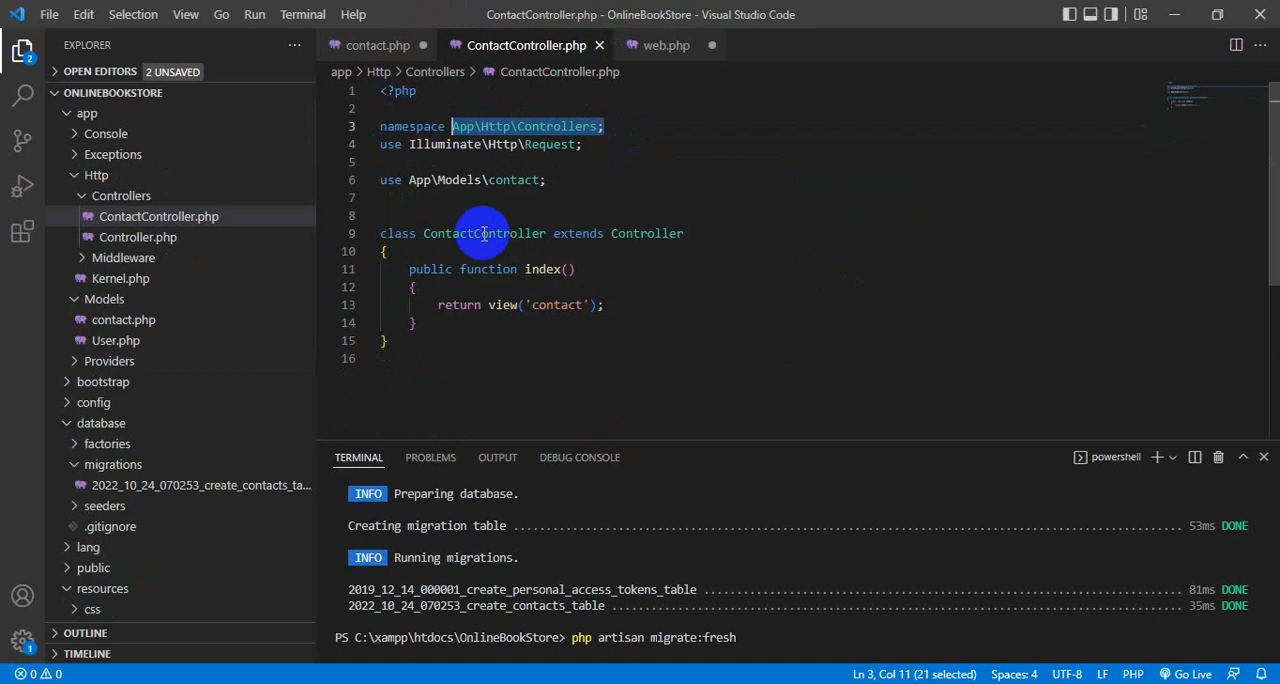 File Edit Selection View Go Run Terminal Help ContactController.php - OnlineBookStore - Visual Studio Code
EXPLORER
contact.php
ContactController.php
web.php
OPEN EDITORS 2 UNSAVED
app > Http > Controllers > ContactController.php
ONLINEBOOKSTORE
app
Console
Exceptions
Http
Controllers
ContactController.php
Controller.php
Middleware
Kernel.php
Models
contact.php
User.php
Providers
bootstrap
config
database
factories
migrations
2022_10_24_070253_create_contacts_ta...
seeders
.gitignore
lang
public
resources
css
OUTLINE
TIMELINE
2
1
1 <?php
2
3 namespace App\Http\Controllers;
4 use Illuminate\Http\Request;
5
6 use App\Models\contact;
7
8
9 class ContactController extends Controller
10 {
11 public function index()
12 {
13 return view('contact');
14 }
15 }
16
TERMINAL PROBLEMS OUTPUT DEBUG CONSOLE powershell
INFO Preparing database.
Creating migration table ........................................................................ 53ms DONE
INFO Running migrations.
2019_12_14_000001_create_personal_access_tokens_table ........................................................................ 81ms DONE
2022_10_24_070253_create_contacts_table ........................................................................ 35ms DONE
PS C:\xampp\htdocs\OnlineBookStore> php artisan migrate:fresh
0 0 Ln 3, Col 11 (21 selected) Spaces: 4 UTF-8 LF PHP Go Live